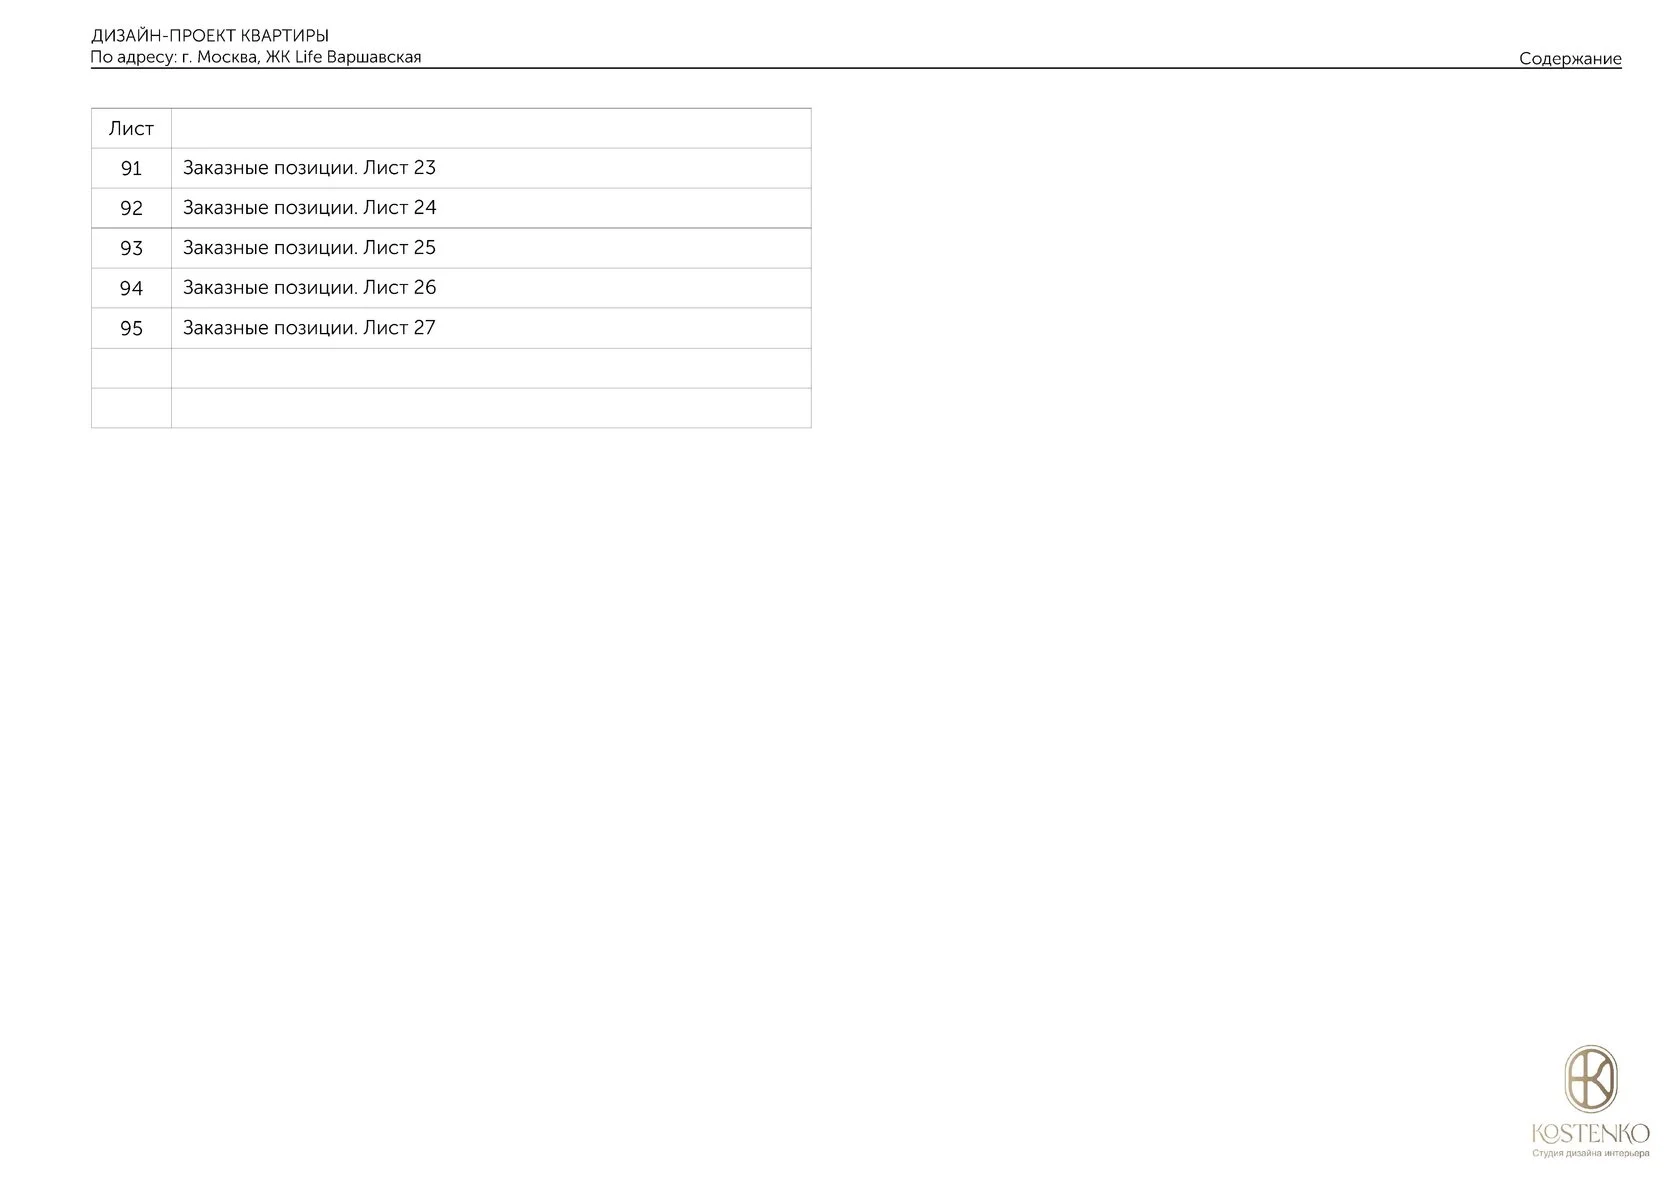 ДИЗАЙН-ПРОЕКТ КВАРТИРЫ
По адресу: г. Москва, ЖК Life Варшавская
Содержание
Лист
91 Заказные позиции. Лист 23
92 Заказные позиции. Лист 24
93 Заказные позиции. Лист 25
94 Заказные позиции. Лист 26
95 Заказные позиции. Лист 27
KOSTENKO
Студия дизайна интерьера